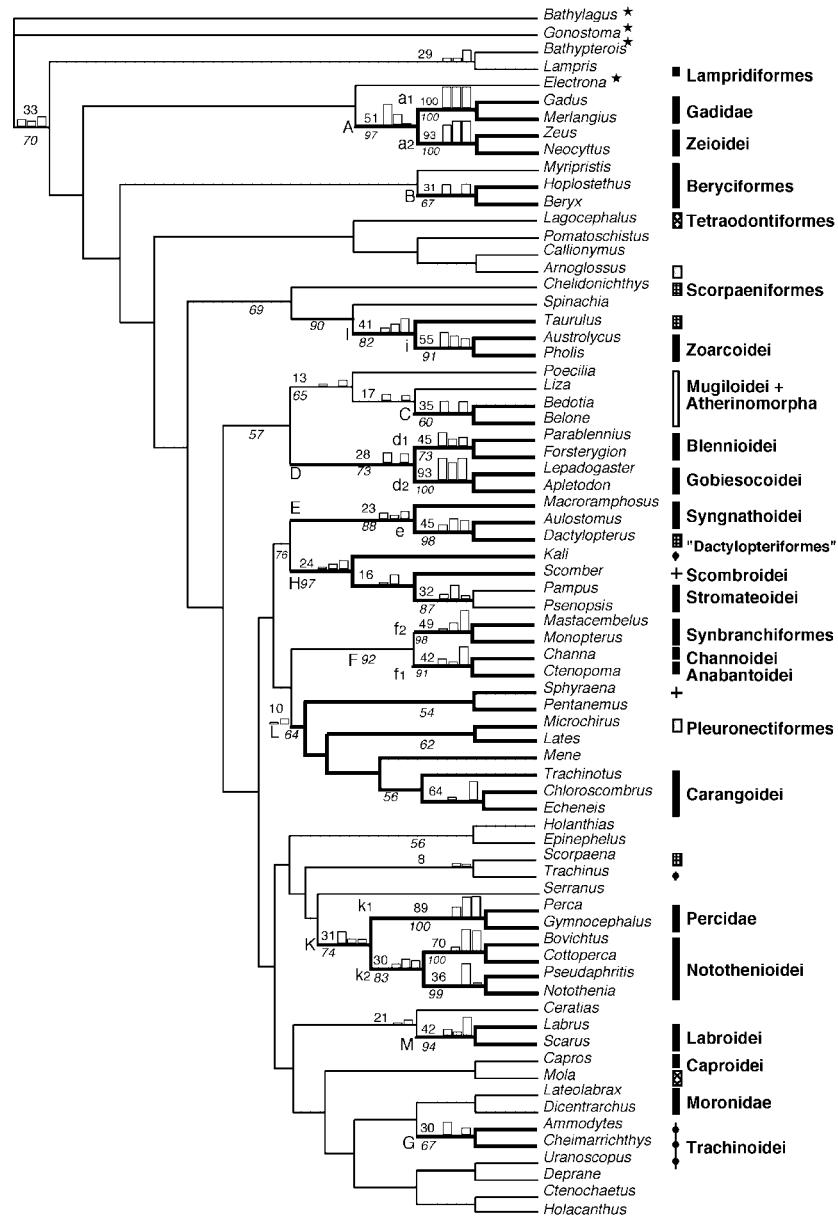 Bathylagus ★
Gonostoma ★
Bathypterois ★
29
Lampris
Lampridiformes
33
70
Electrona ★
a1
100
100
Gadus
Merlangius
Gadidae
51
A
97
93
a2
100
Zeus
Neocyttus
Zeioidei
Myripristis
31
B
67
Hoplostethus
Beryx
Beryciformes
Lagocephalus
Tetraodontiformes
Pomatoschistus
Callionymus
Arnoglossus
Chelidonichthys
Scorpaeniformes
69
90
Spinachia
41
I
82
Taurulus
55
i
91
Austrolycus
Pholis
Zoarcoidei
Poecilia
13
65
Liza
17
35
C
60
Bedotia
Belone
Mugiloidei +
Atherinomorpha
57
d1
45
73
Parablennius
Forsterygion
Blennioidei
28
D
73
93
d2
100
Lepadogaster
Apletodon
Gobiesocoidei
E
23
88
Macroramphosus
45
e
98
Aulostomus
Dactylopterus
Syngnathoidei
"Dactylopteriformes"
76
24
H
97
Kali
16
Scomber
Scombroidei
32
87
Pampus
Psenopsis
Stromateoidei
f2
49
98
Mastacembelus
Monopterus
Synbranchiformes
F
92
42
f1
91
Channa
Ctenopoma
Channoidei
Anabantoidei
10
L
64
Sphyraena
54
Pentanemus
Microchirus
62
Lates
Pleuronectiformes
Mene
56
Trachinotus
64
Chloroscombrus
Echeneis
Carangoidei
Holanthias
56
Epinephelus
8
Scorpaena
Trachinus
Serranus
k1
89
100
Perca
Gymnocephalus
Percidae
31
K
74
70
100
Bovichtus
Cottoperca
30
k2
83
36
99
Pseudaphritis
Notothenia
Notothenioidei
21
Ceratias
42
M
94
Labrus
Scarus
Labroidei
Capros
Caproidei
Mola
Lateolabrax
Dicentrarchus
Moronidae
30
G
67
Ammodytes
Cheimarrichthys
Trachinoidei
Uranoscopus
Deprane
Ctenochaetus
Holacanthus